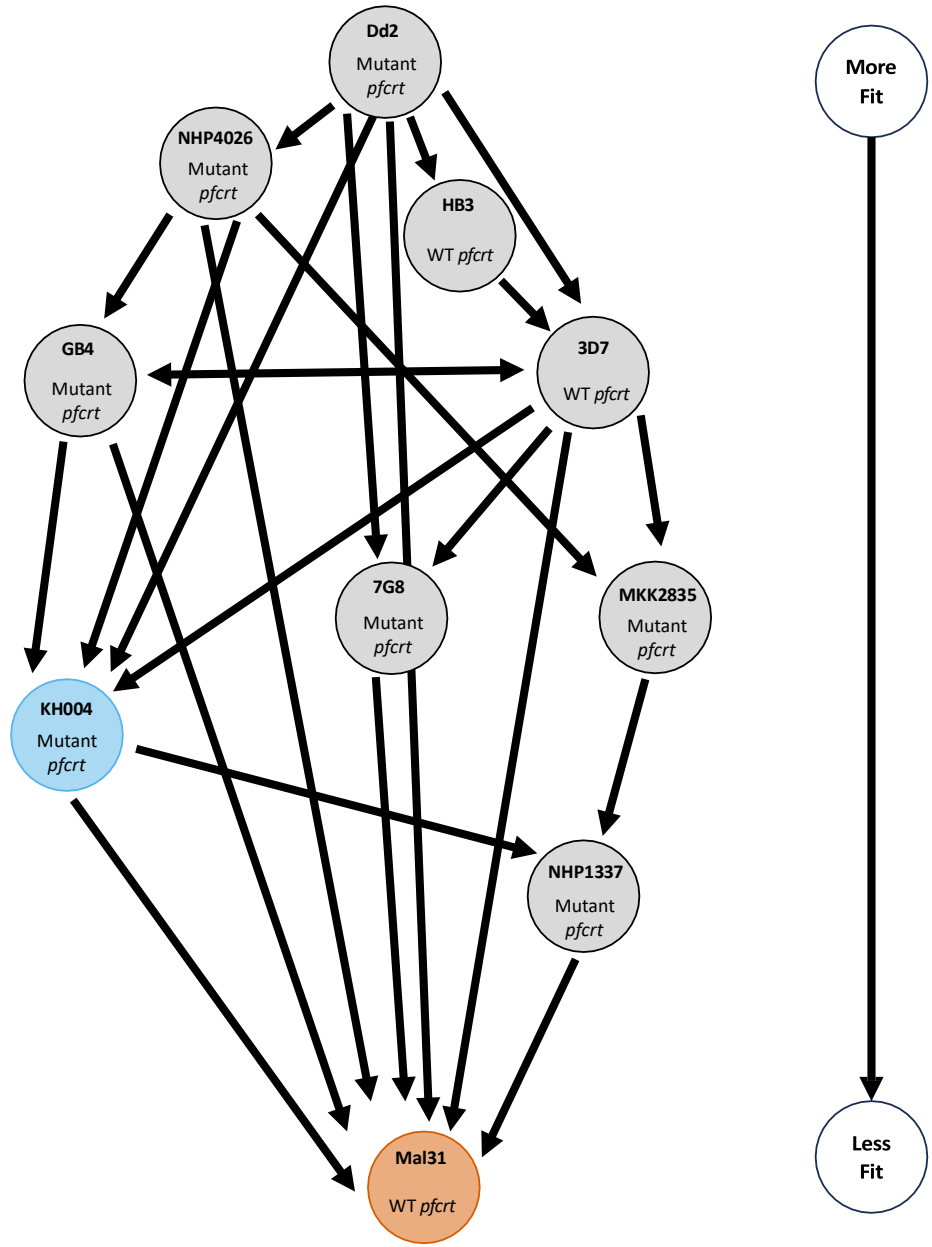 Dd2
Mutant
pfcrt
More
Fit
NHP4026
Mutant
pfcrt
HB3
WT pfcrt
GB4
Mutant
pfcrt
3D7
WT pfcrt
7G8
Mutant
pfcrt
MKK2835
Mutant
pfcrt
KH004
Mutant
pfcrt
NHP1337
Mutant
pfcrt
Mal31
WT pfcrt
Less
Fit